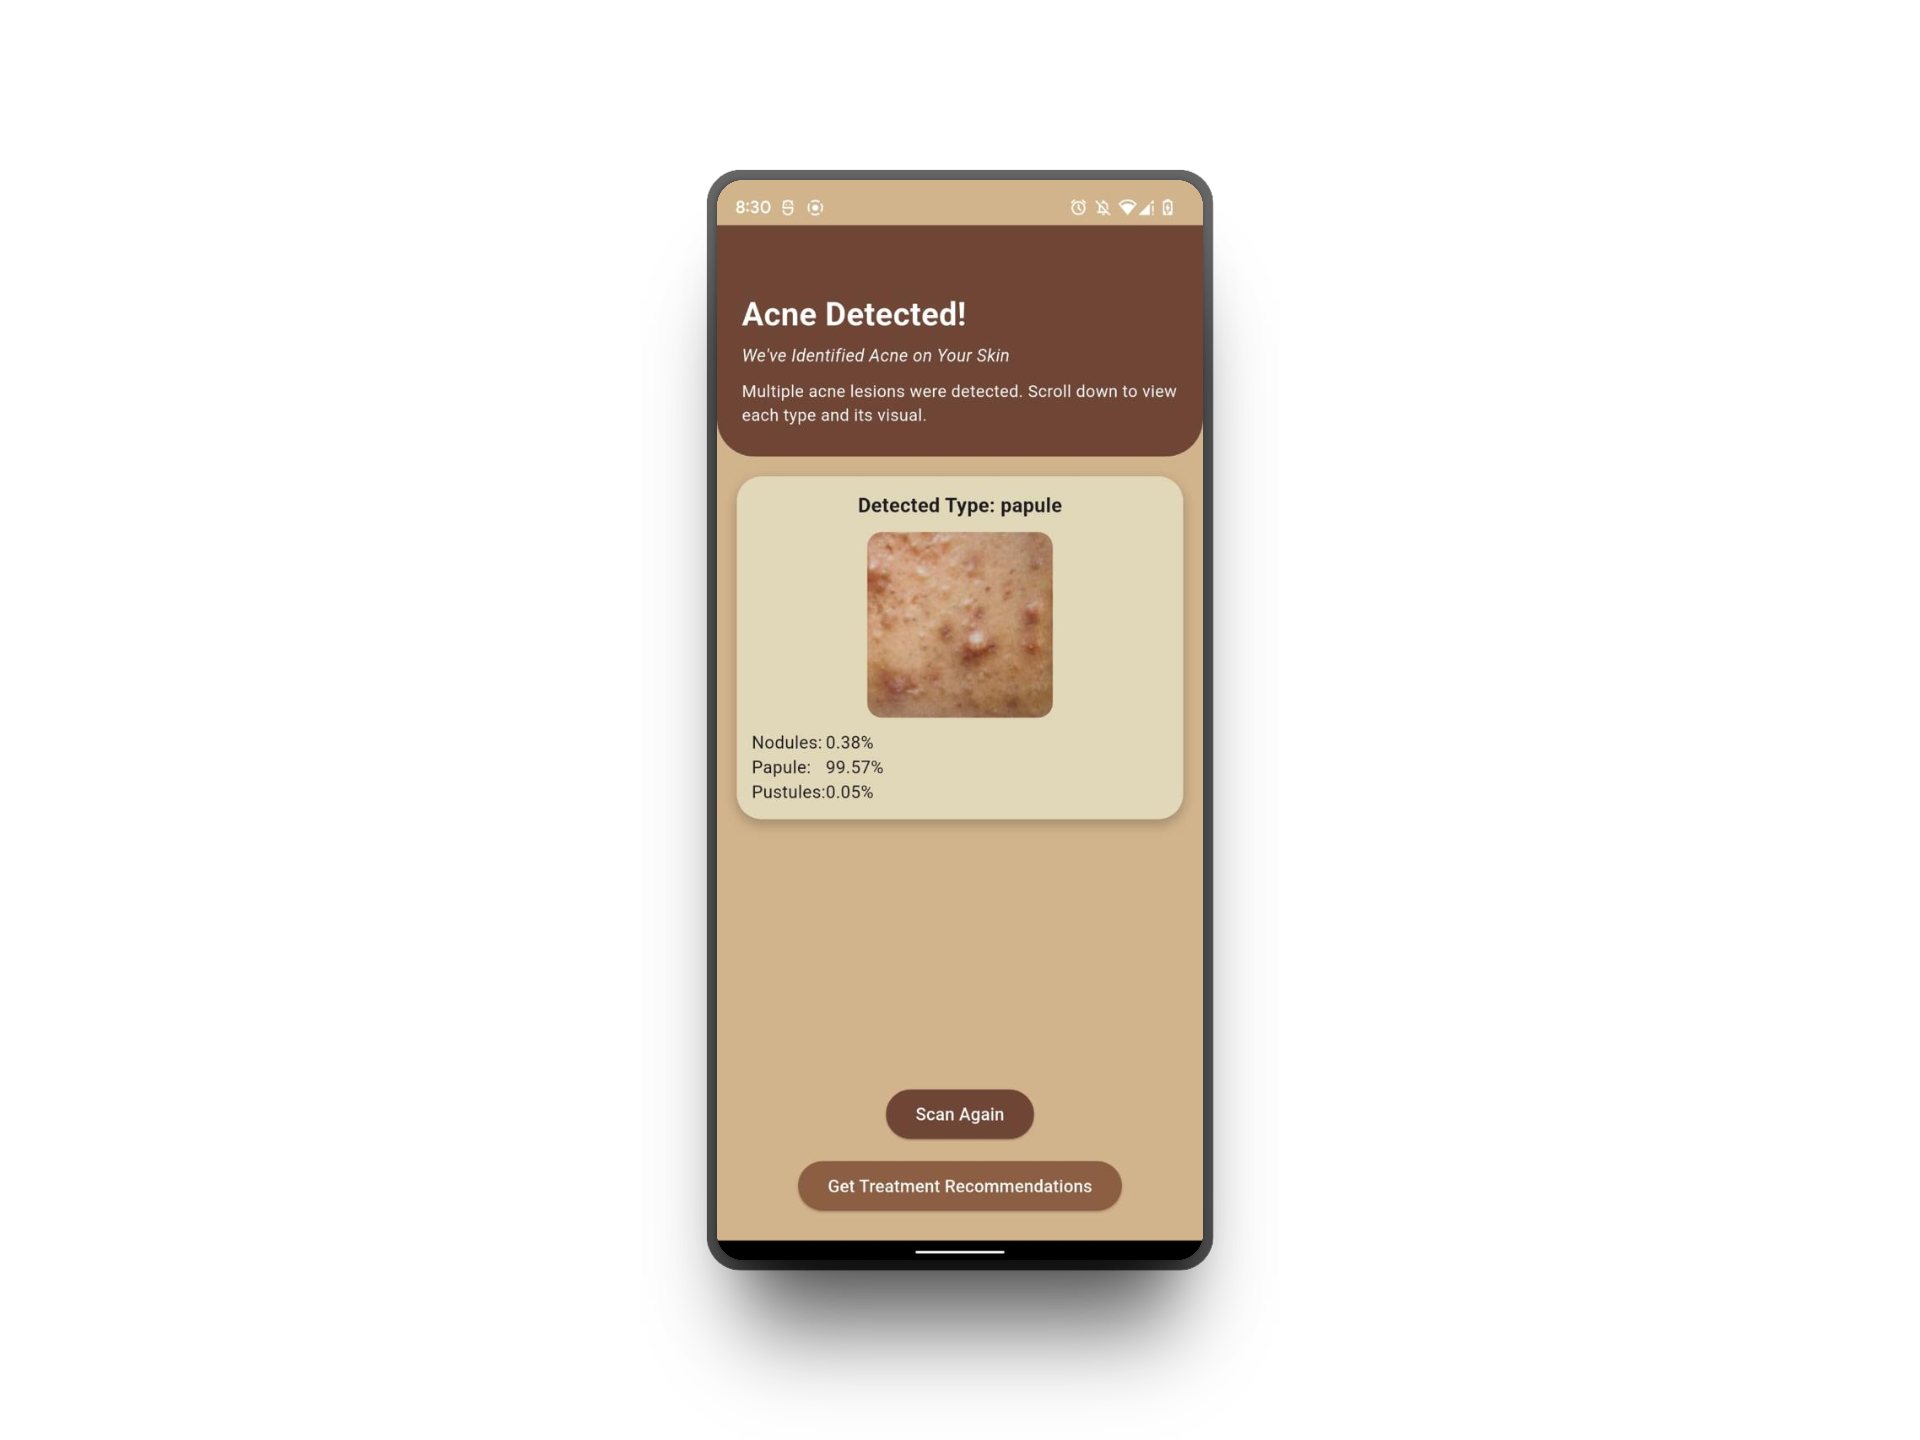 8:30
Acne Detected!
We've Identified Acne on Your Skin
Multiple acne lesions were detected. Scroll down to view
each type and its visual.
Detected Type: papule
Nodules: 0.38%
Papule: 99.57%
Pustules:0.05%
Scan Again
Get Treatment Recommendations